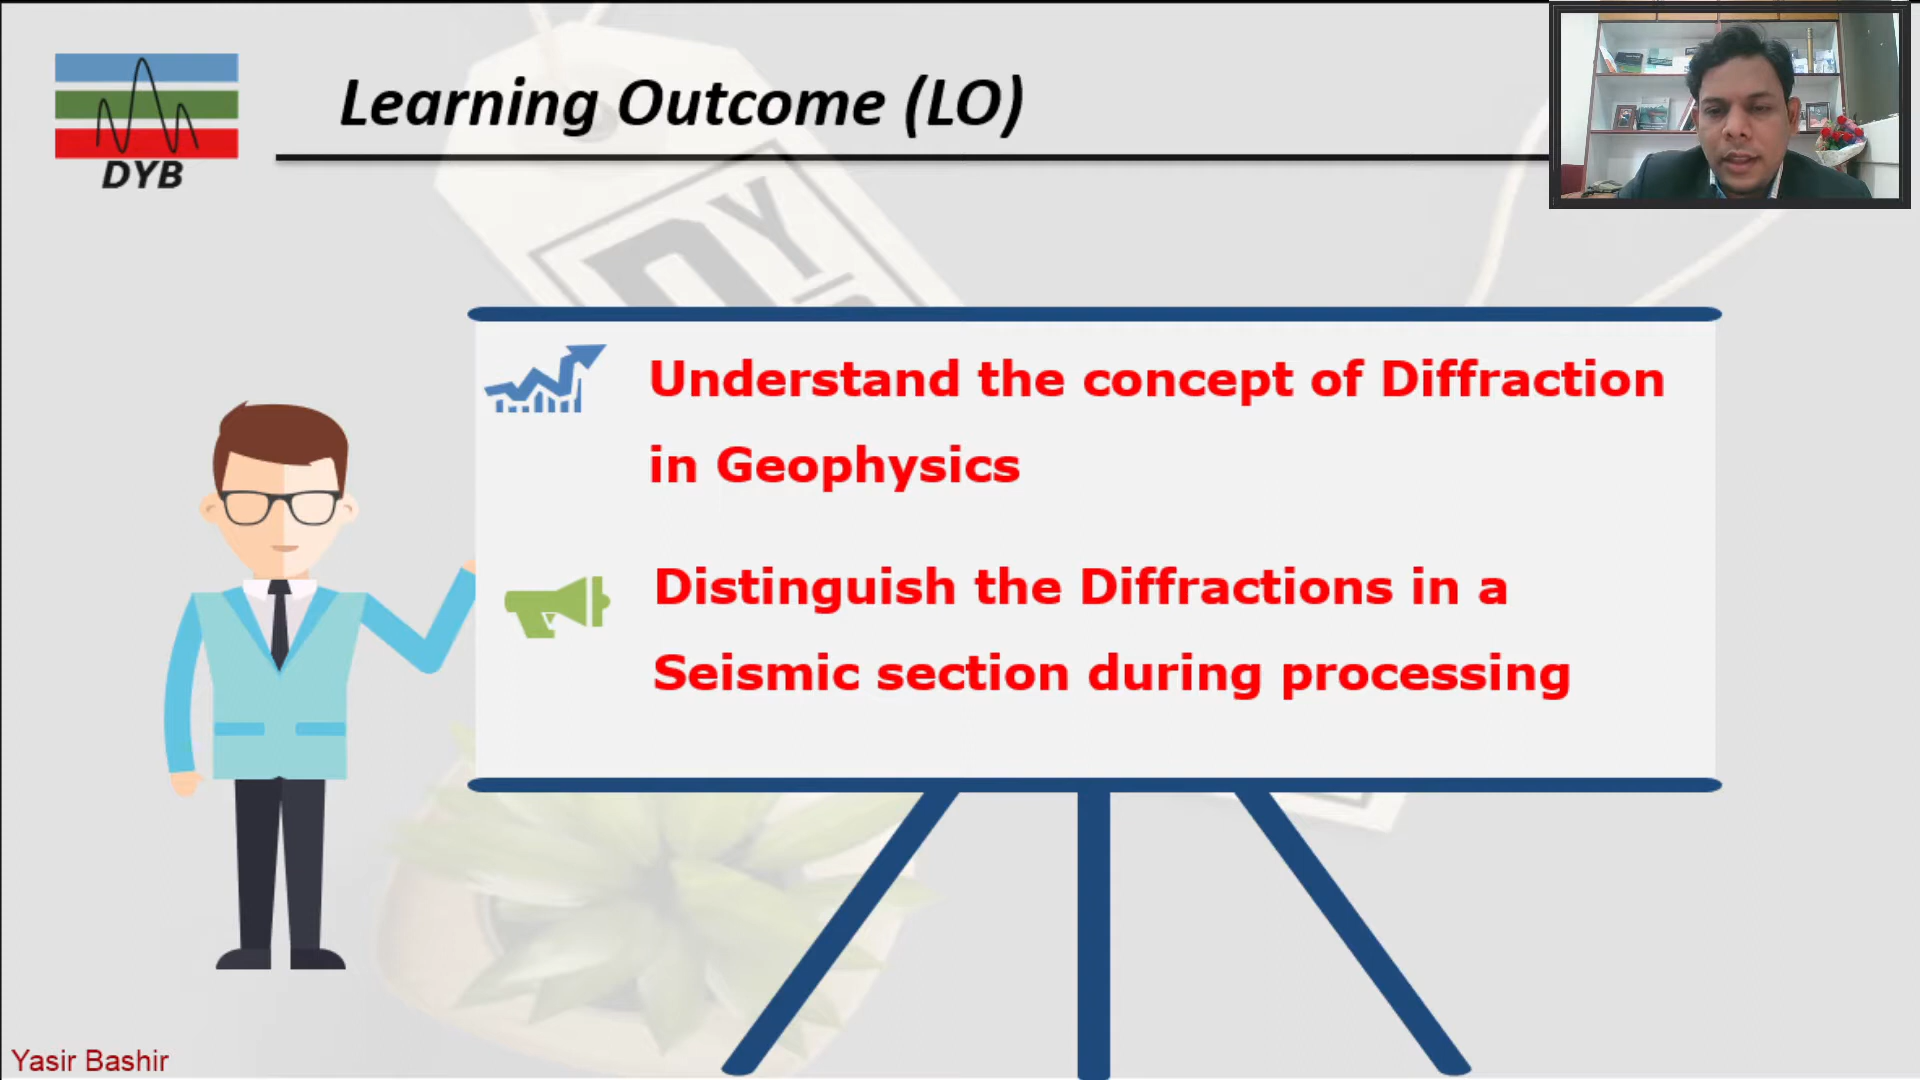 Learning Outcome (LO)
DYB
Understand the concept of Diffraction
in Geophysics
Distinguish the Diffractions in a
Seismic section during processing
Yasir Bashir